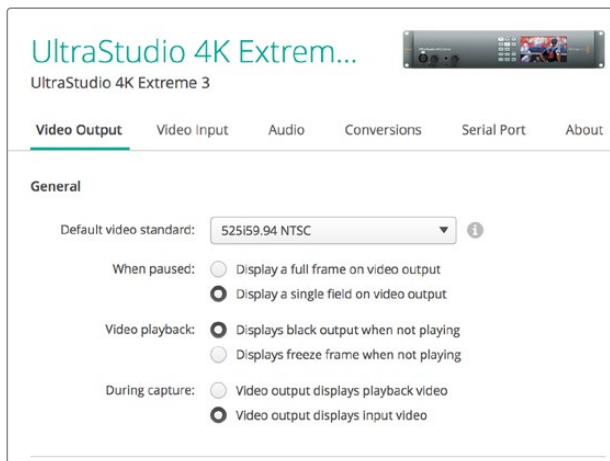 UltraStudio 4K Extrem...
UltraStudio 4K Extreme 3
Video Output Video Input Audio Conversions Serial Port About
General
Default video standard: 525i59.94 NTSC
When paused: Display a full frame on video output
Display a single field on video output
Video playback: Displays black output when not playing
Displays freeze frame when not playing
During capture: Video output displays playback video
Video output displays input video